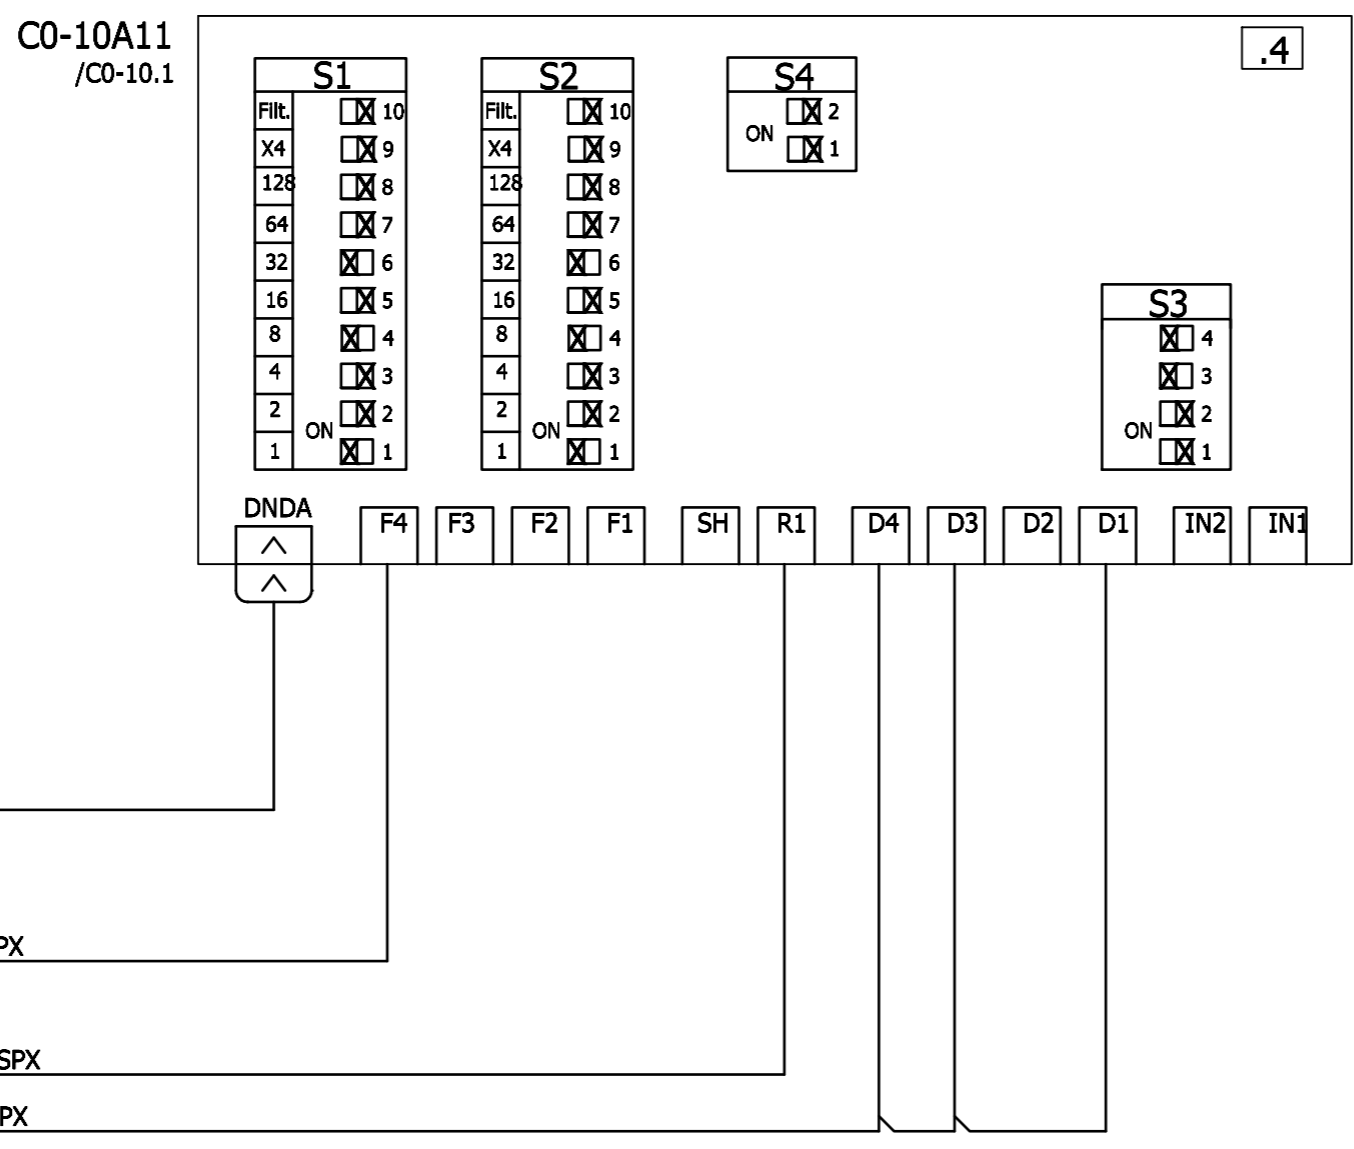 C0-10A11
/C0-10.1
.4
S1
Filt. 10
X4 9
128 8
64 7
32 6
16 5
8 4
4 3
2 ON 2
1 1
S2
Filt. 10
X4 9
128 8
64 7
32 6
16 5
8 4
4 3
2 ON 2
1 1
S4
ON 2
1
S3
4
3
ON 2
1
DNDA F4 F3 F2 F1 SH R1 D4 D3 D2 D1 IN2 IN1
PX
SPX
PX